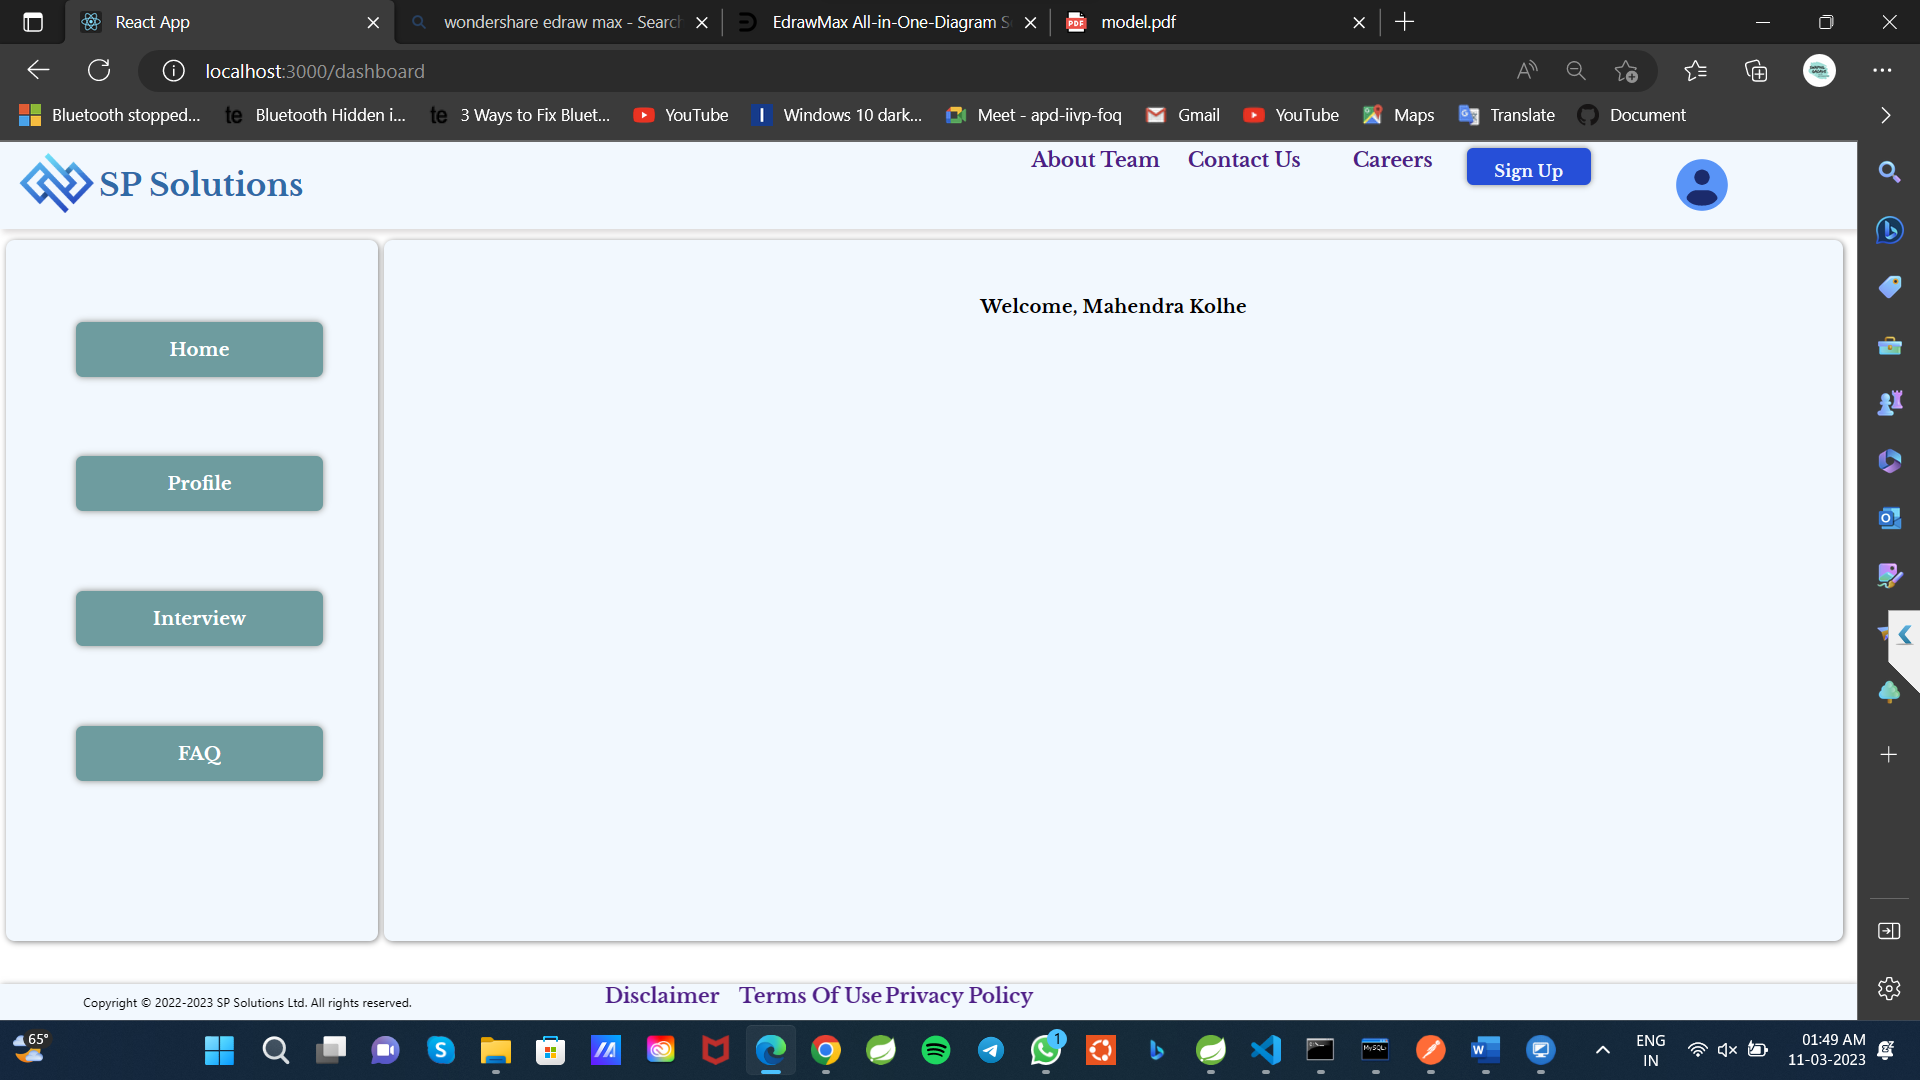 React App
wondershare edraw max - Search
EdrawMax All-in-One-Diagram S
model.pdf
localhost:3000/dashboard
Bluetooth stopped...
te Bluetooth Hidden i...
te 3 Ways to Fix Bluet...
YouTube
Windows 10 dark...
Meet - apd-iivp-foq
Gmail
YouTube
Maps
Translate
Document
SP Solutions
About Team
Contact Us
Careers
Sign Up
Welcome, Mahendra Kolhe
Home
Profile
Interview
FAQ
Copyright © 2022-2023 SP Solutions Ltd. All rights reserved.
Disclaimer
Terms Of Use
Privacy Policy
65°
1
ENG
IN
01:49 AM
11-03-2023